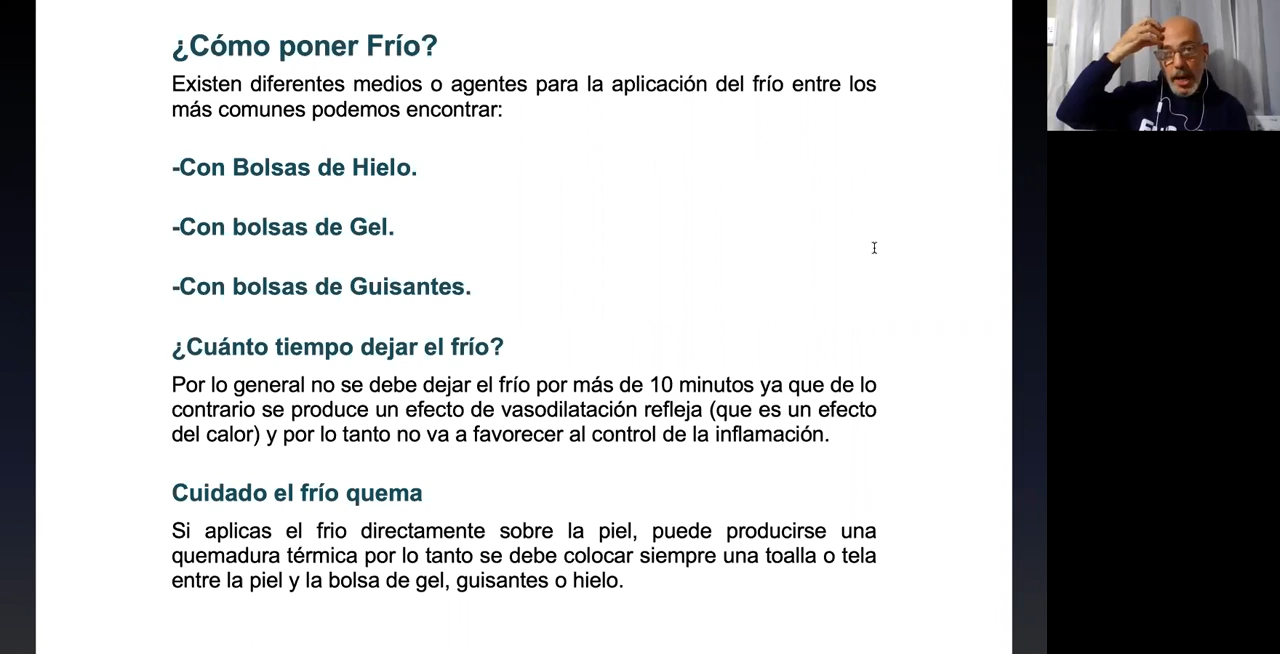 ¿Cómo poner Frío?
Existen diferentes medios o agentes para la aplicación del frío entre los
más comunes podemos encontrar:
-Con Bolsas de Hielo.
-Con bolsas de Gel.
-Con bolsas de Guisantes.
¿Cuánto tiempo dejar el frío?
Por lo general no se debe dejar el frío por más de 10 minutos ya que de lo
contrario se produce un efecto de vasodilatación refleja (que es un efecto
del calor) y por lo tanto no va a favorecer al control de la inflamación.
Cuidado el frío quema
Si aplicas el frio directamente sobre la piel, puede producirse una
quemadura térmica por lo tanto se debe colocar siempre una toalla o tela
entre la piel y la bolsa de gel, guisantes o hielo.